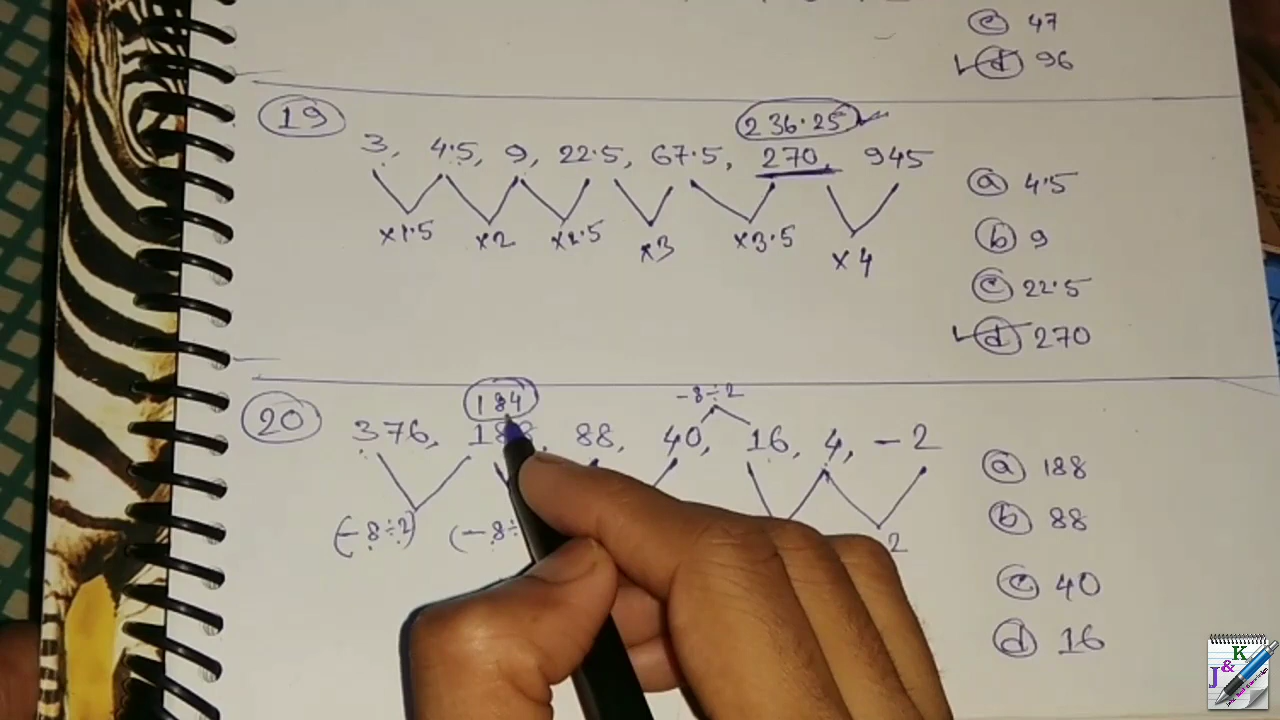 c 47
d 96
19
236.25
3, 4.5, 9, 22.5, 67.5, 270, 945
×1.5 ×2 ×2.5 ×3 ×3.5 ×4
a 4.5
b 9
c 22.5
d 270
20
184 -8÷2
376, 188, 88, 40, 16, 4, -2
(-8÷2) (-8÷ 2
a 188
b 88
c 40
d 16
J&K